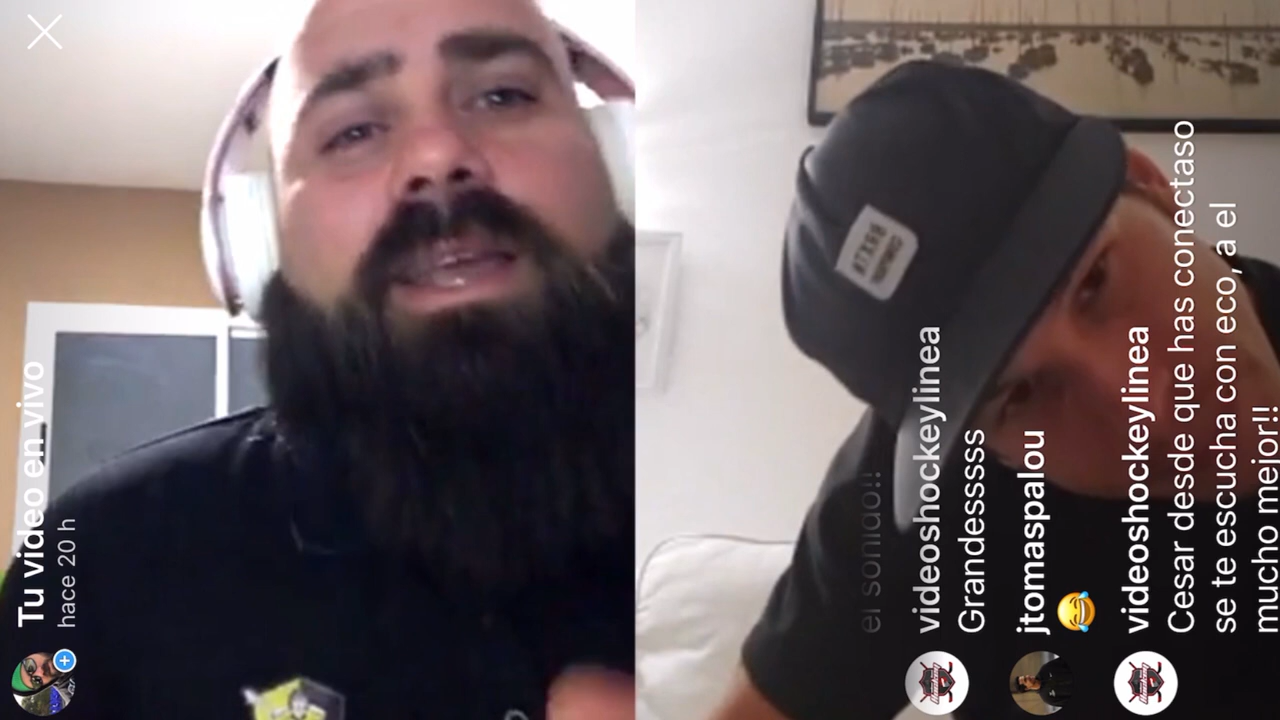 Tu video en vivo
hace 20 h
el sonido!!
videoshockeylinea
Grandesssss
jtomaspalou
😂
videoshockeylinea
Cesar desde que has conectaso
se te escucha con eco, a el
mucho mejor!!